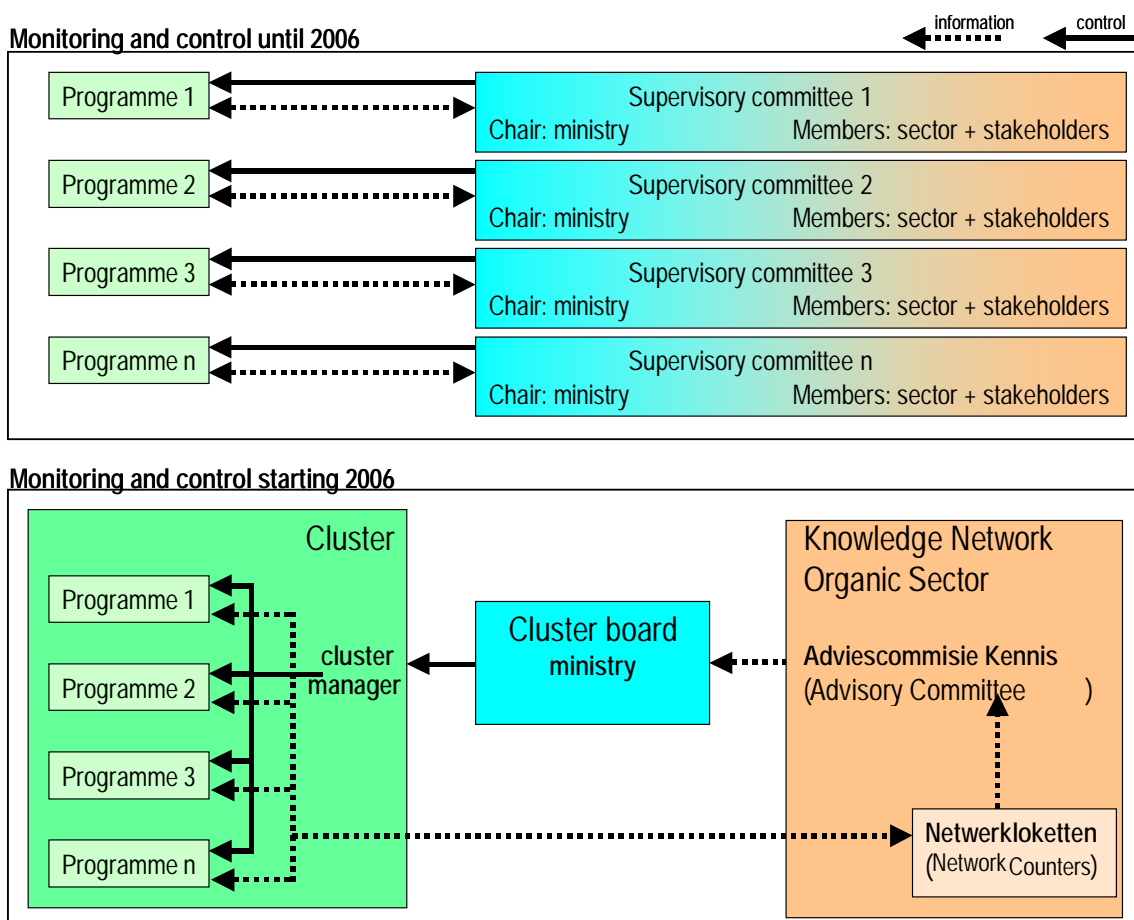 information
control
Monitoring and control until 2006
Programme 1
Supervisory committee 1
Chair: ministry Members: sector + stakeholders
Programme 2
Supervisory committee 2
Chair: ministry Members: sector + stakeholders
Programme 3
Supervisory committee 3
Chair: ministry Members: sector + stakeholders
Programme n
Supervisory committee n
Chair: ministry Members: sector + stakeholders
Monitoring and control starting 2006
Cluster
Programme 1
Programme 2
Programme 3
Programme n
cluster
manager
Cluster board
ministry
Knowledge Network
Organic Sector
Adviescommisie Kennis
(Advisory Committee )
Netwerkloketten
(Network Counters)